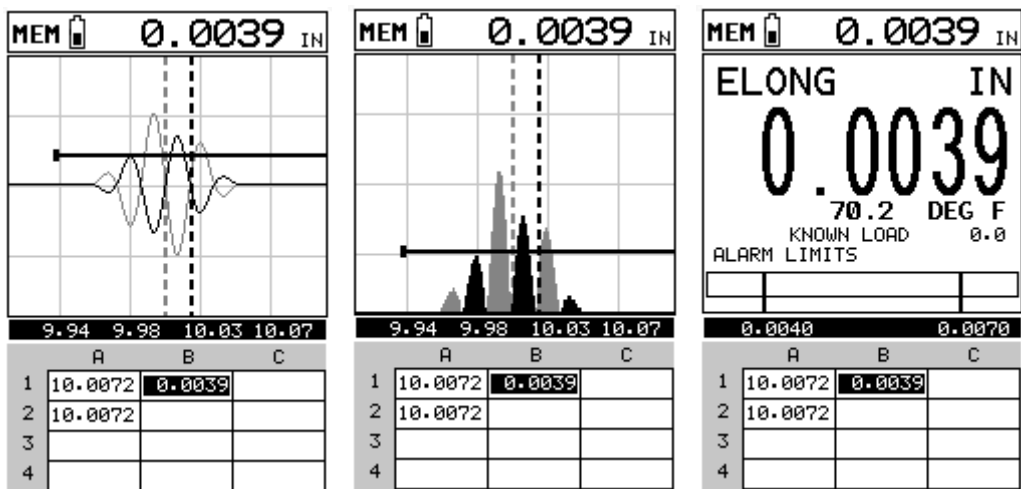 MEM 0.0039 IN
9.94 9.98 10.03 10.07
A B C
1 10.0072 0.0039
2 10.0072
3
4
MEM 0.0039 IN
9.94 9.98 10.03 10.07
A B C
1 10.0072 0.0039
2 10.0072
3
4
MEM 0.0039 IN
ELONG IN
0.0039
70.2 DEG F
KNOWN LOAD 0.0
ALARM LIMITS
0.0040 0.0070
A B C
1 10.0072 0.0039
2 10.0072
3
4